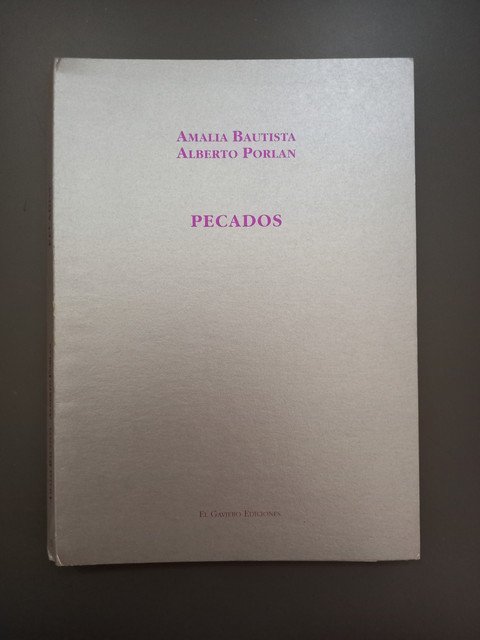 AMALIA BAUTISTA
ALBERTO PORLAN
PECADOS
EL GAVIERO EDICIONES